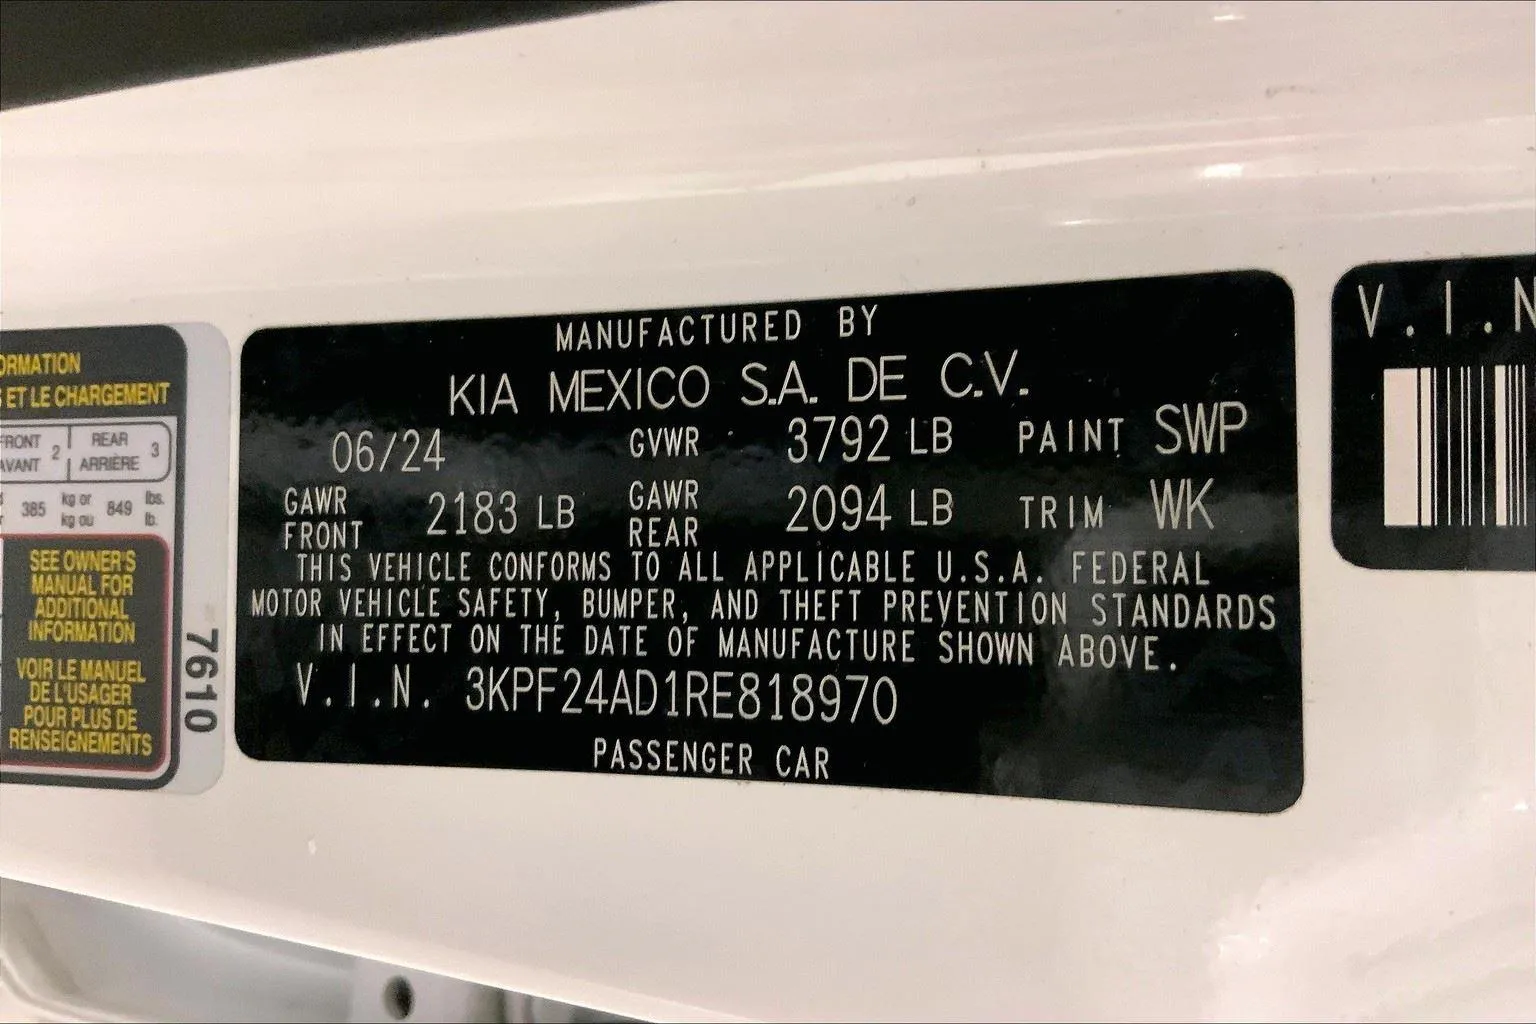 ORMATION
S ET LE CHARGEMENT
FRONT 2 REAR 3
AVANT ARRIÈRE
385 kg or 849 lbs.
kg ou lb.
SEE OWNER'S
MANUAL FOR
ADDITIONAL
INFORMATION
VOIR LE MANUEL
DE L'USAGER
POUR PLUS DE
RENSEIGNEMENTS
7610
MANUFACTURED BY
KIA MEXICO S.A. DE C.V.
06/24 GVWR 3792 LB PAINT SWP
GAWR FRONT 2183 LB GAWR REAR 2094 LB TRIM WK
THIS VEHICLE CONFORMS TO ALL APPLICABLE U.S.A. FEDERAL
MOTOR VEHICLE SAFETY, BUMPER, AND THEFT PREVENTION STANDARDS
IN EFFECT ON THE DATE OF MANUFACTURE SHOWN ABOVE.
V.I.N. 3KPF24AD1RE818970
PASSENGER CAR
V.I.N